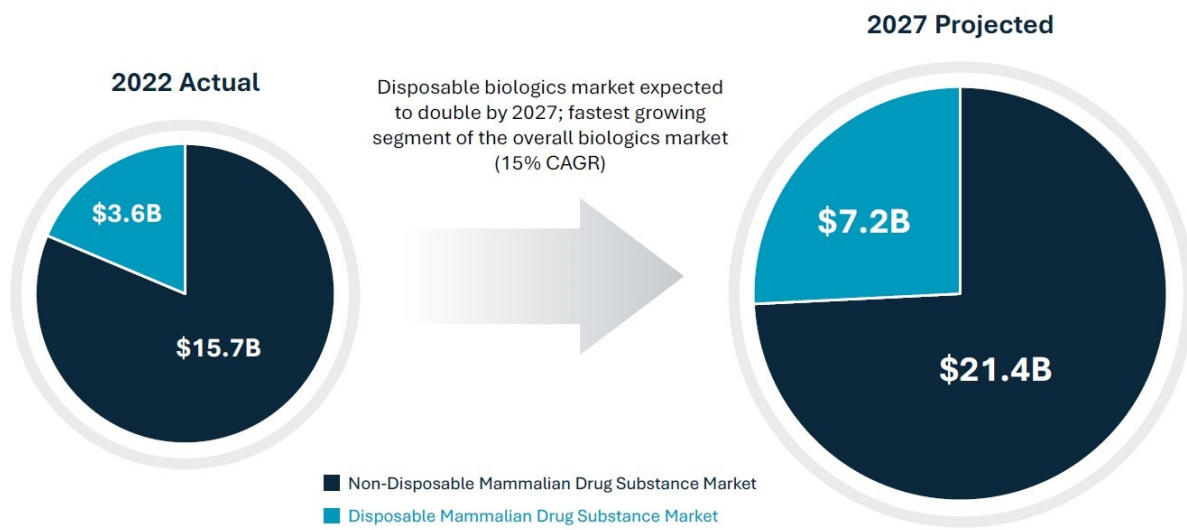 2027 Projected
2022 Actual
Disposable biologics market expected
to double by 2027; fastest growing
segment of the overall biologics market
(15% CAGR)
$3.6B
$15.7B
$7.2B
$21.4B
Non-Disposable Mammalian Drug Substance Market
Disposable Mammalian Drug Substance Market